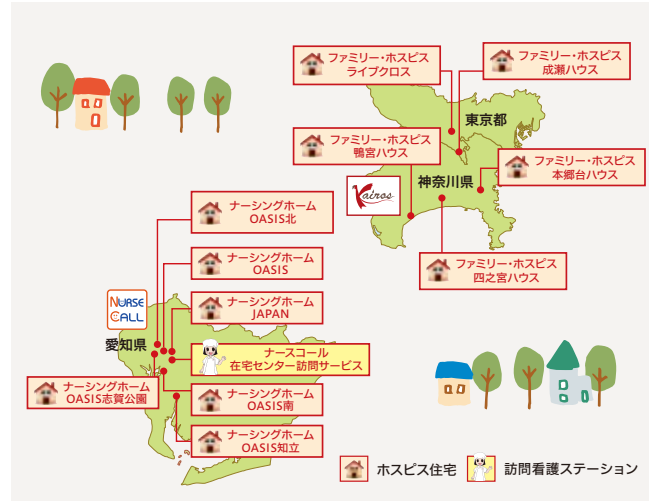 ファミリー・ホスピス
ライブクロス
ファミリー・ホスピス
成瀬ハウス
東京都
ファミリー・ホスピス
鴨宮ハウス
ファミリー・ホスピス
本郷台ハウス
神奈川県
Kairos
ファミリー・ホスピス
四之宮ハウス
ナーシングホーム
OASIS北
ナーシングホーム
OASIS
NURSE
CALL
ナーシングホーム
JAPAN
愛知県
ナースコール
在宅センター訪問サービス
ナーシングホーム
OASIS志賀公園
ナーシングホーム
OASIS南
ナーシングホーム
OASIS知立
ホスピス住宅
訪問看護ステーション